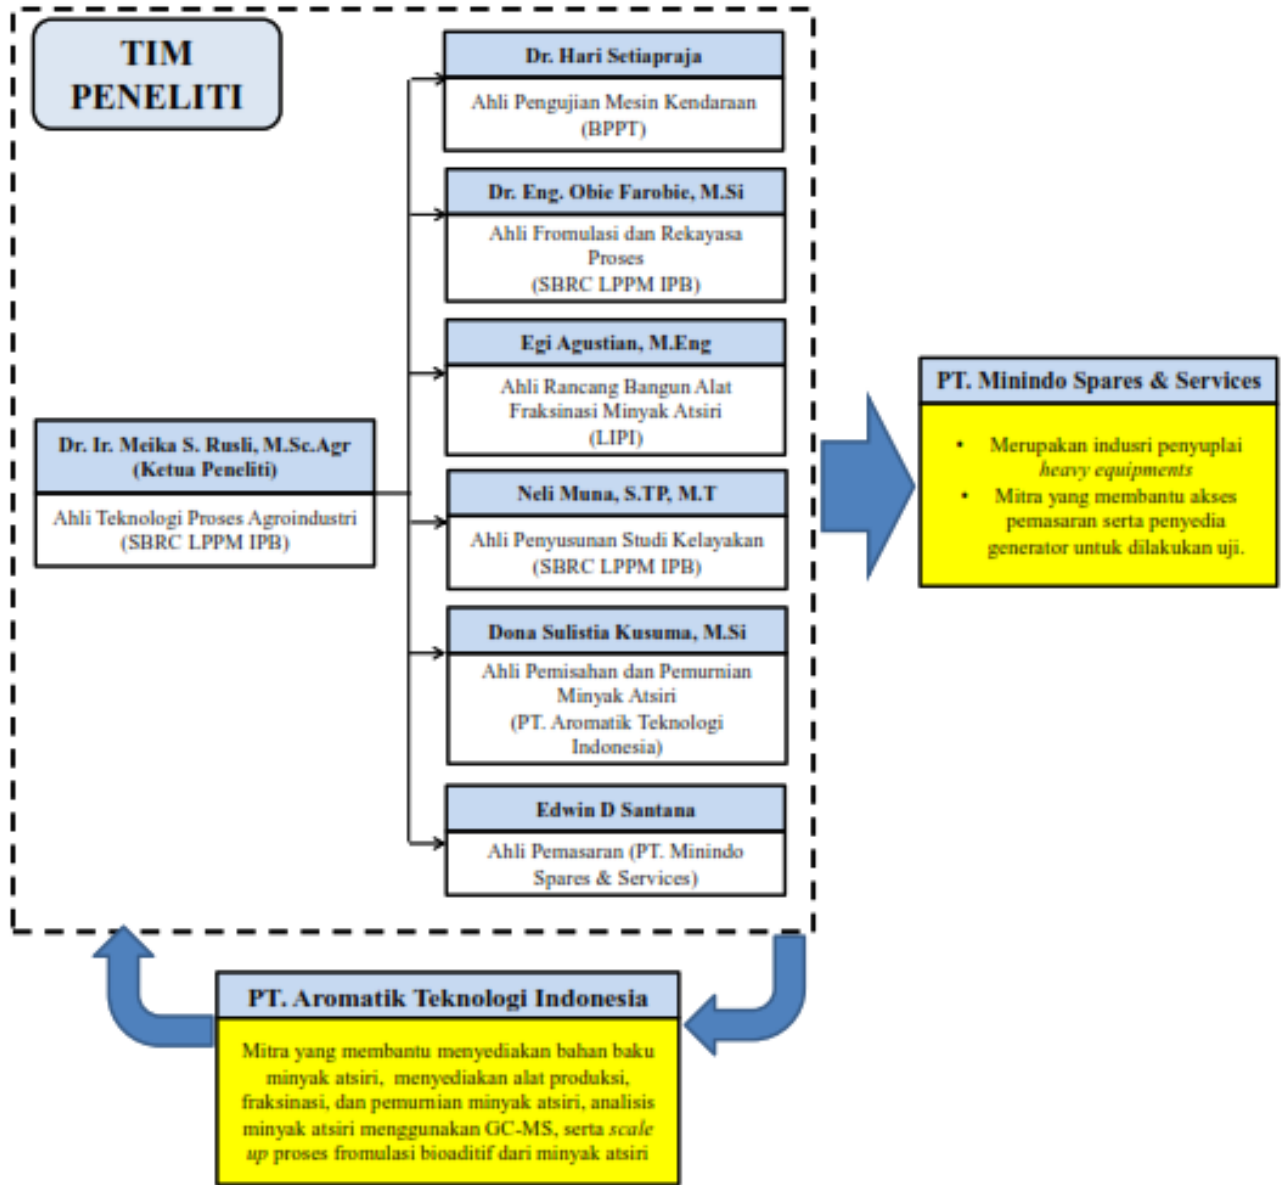 TIM
PENELITI
Dr. Hari Setiapraja
Ahli Pengujian Mesin Kendaraan
(BPPT)
Dr. Eng. Obie Farobie, M.Si
Ahli Fromulasi dan Rekayasa
Proses
(SBRC LPPM IPB)
Egi Agustian, M.Eng
Ahli Rancang Bangun Alat
Fraksinasi Minyak Atsiri
(LIPI)
Dr. Ir. Meika S. Rusli, M.Sc.Agr
(Ketua Peneliti)
Ahli Teknologi Proses Agroindustri
(SBRC LPPM IPB)
Neli Muna, S.TP, M.T
Ahli Penyusunan Studi Kelayakan
(SBRC LPPM IPB)
Dona Sulistia Kusuma, M.Si
Ahli Pemisahan dan Pemurnian
Minyak Atsiri
(PT. Aromatik Teknologi
Indonesia)
Edwin D Santana
Ahli Pemasaran (PT. Minindo
Spares & Services)
PT. Minindo Spares & Services
• Merupakan indusri penyuplai
heavy equipments
• Mitra yang membantu akses
pemasaran serta penyedia
generator untuk dilakukan uji.
PT. Aromatik Teknologi Indonesia
Mitra yang membantu menyediakan bahan baku
minyak atsiri, menyediakan alat produksi,
fraksinasi, dan pemurnian minyak atsiri, analisis
minyak atsiri menggunakan GC-MS, serta scale
up proses fromulasi bioaditif dari minyak atsiri